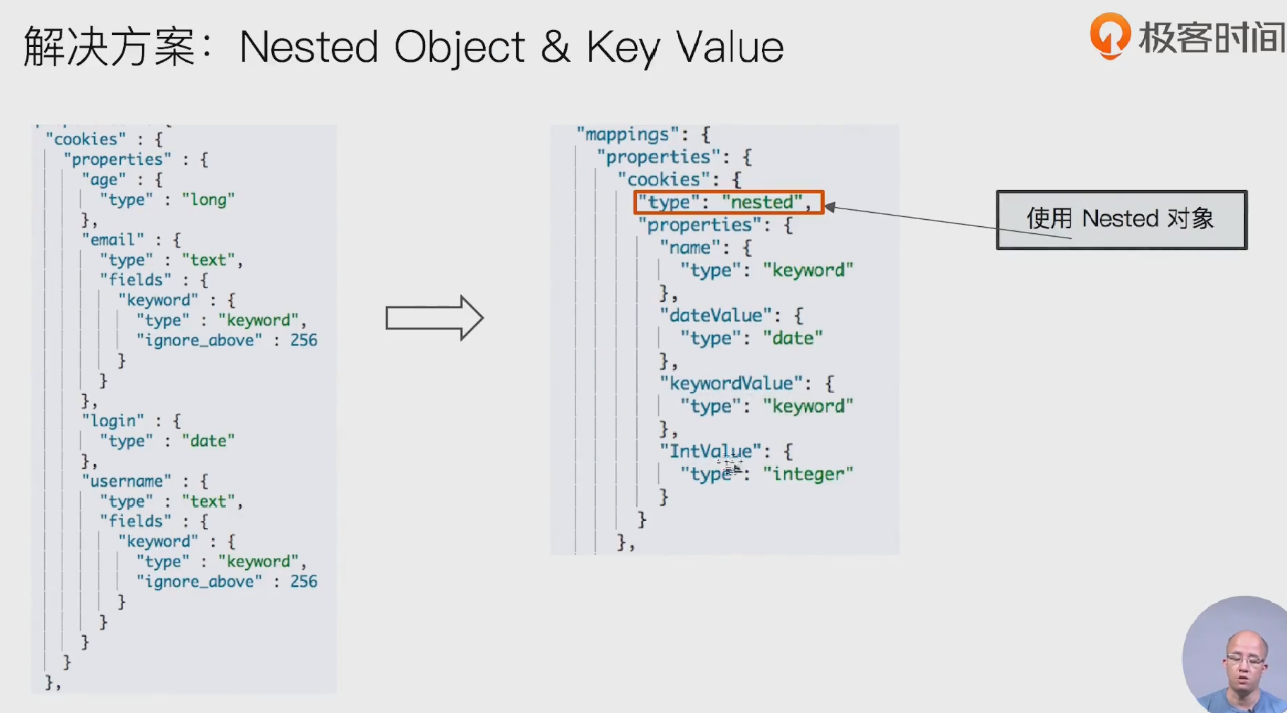 解决方案：Nested Object & Key Value
极客时间
"cookies" : {
"properties" : {
"age" : {
"type" : "long"
},
"email" : {
"type" : "text",
"fields" : {
"keyword" : {
"type" : "keyword",
"ignore_above" : 256
}
}
},
"login" : {
"type" : "date"
},
"username" : {
"type" : "text",
"fields" : {
"keyword" : {
"type" : "keyword",
"ignore_above" : 256
}
}
}
}
},
"mappings": {
"properties": {
"cookies": {
"type": "nested",
"properties": {
"name": {
"type": "keyword"
},
"dateValue": {
"type": "date"
},
"keywordValue": {
"type": "keyword"
},
"IntValue": {
"type": "integer"
}
}
},
使用 Nested 对象